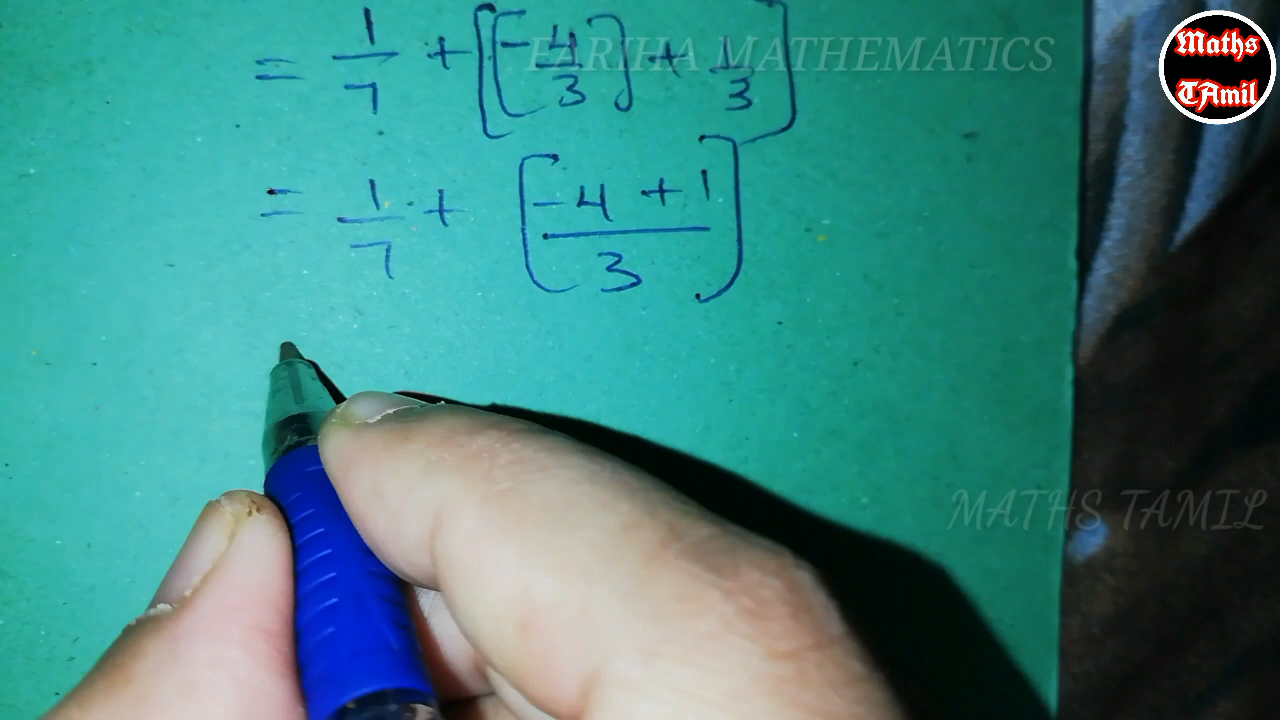 = 1/7 + [[-4/3] + 1/3]
FARIHA MATHEMATICS
Maths
TAmil
= 1/7 + [(-4 + 1)/3]
MATHS TAMIL